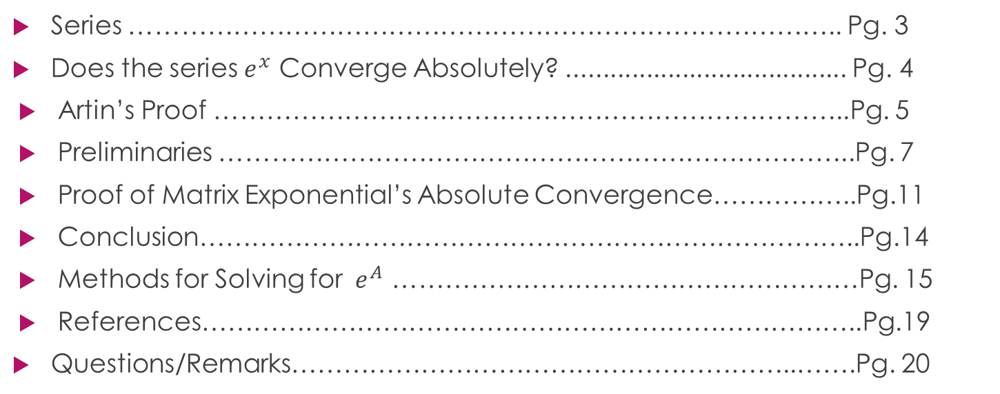 Series ........................................................................................ Pg. 3
Does the series e^x Converge Absolutely? ....................................... Pg. 4
Artin’s Proof ..............................................................................Pg. 5
Preliminaries ..............................................................................Pg. 7
Proof of Matrix Exponential’s Absolute Convergence..................Pg.11
Conclusion.................................................................................Pg.14
Methods for Solving for e^A .........................................................Pg. 15
References.................................................................................Pg.19
Questions/Remarks.....................................................................Pg. 20